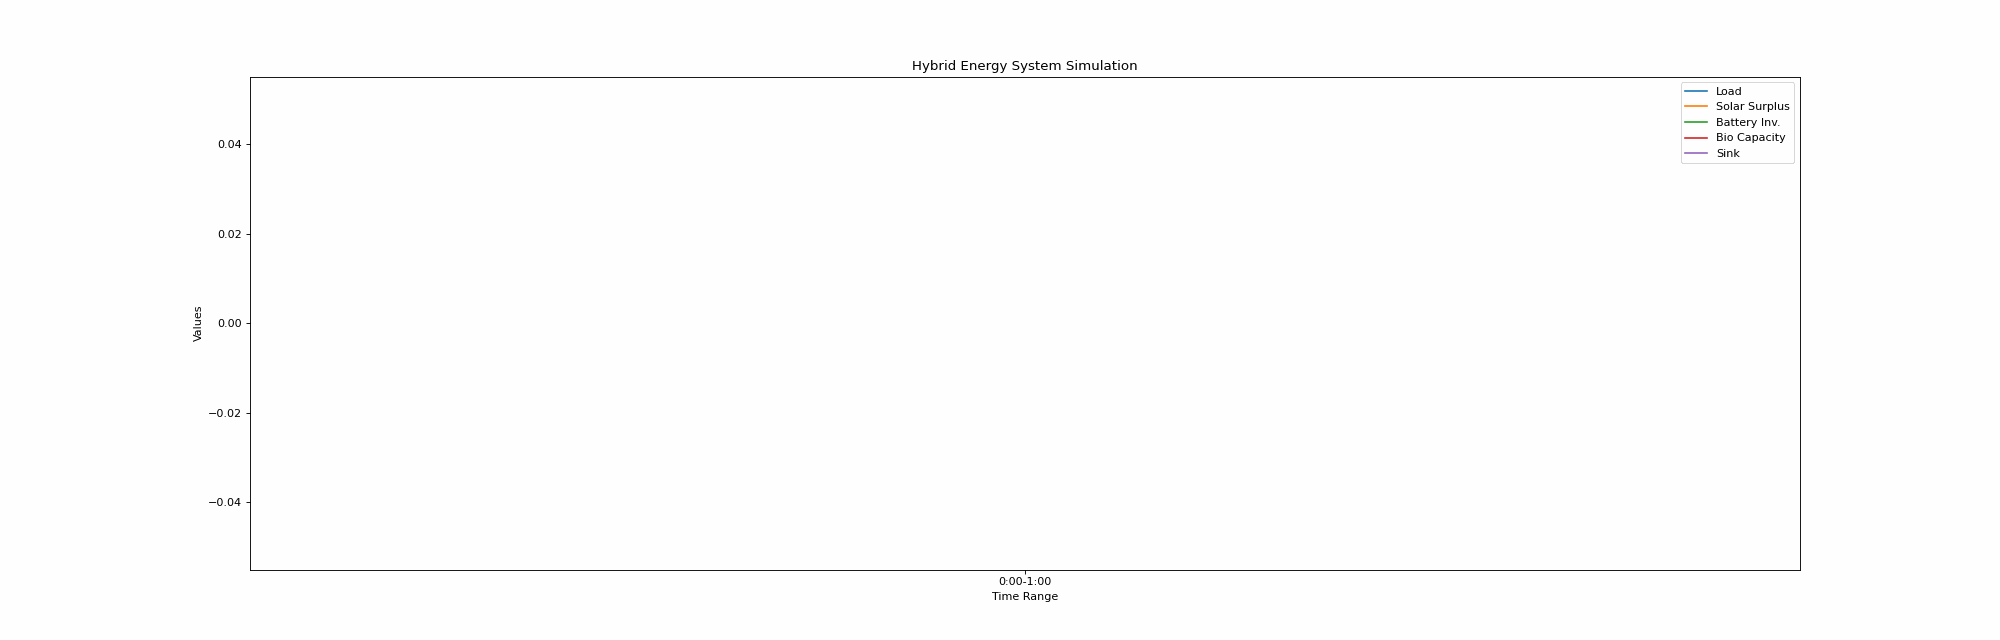 Hybrid Energy System Simulation
Load
Solar Surplus
Battery Inv.
Bio Capacity
Sink
0.04
0.02
0.00
−0.02
−0.04
Values
0:00-1:00
Time Range